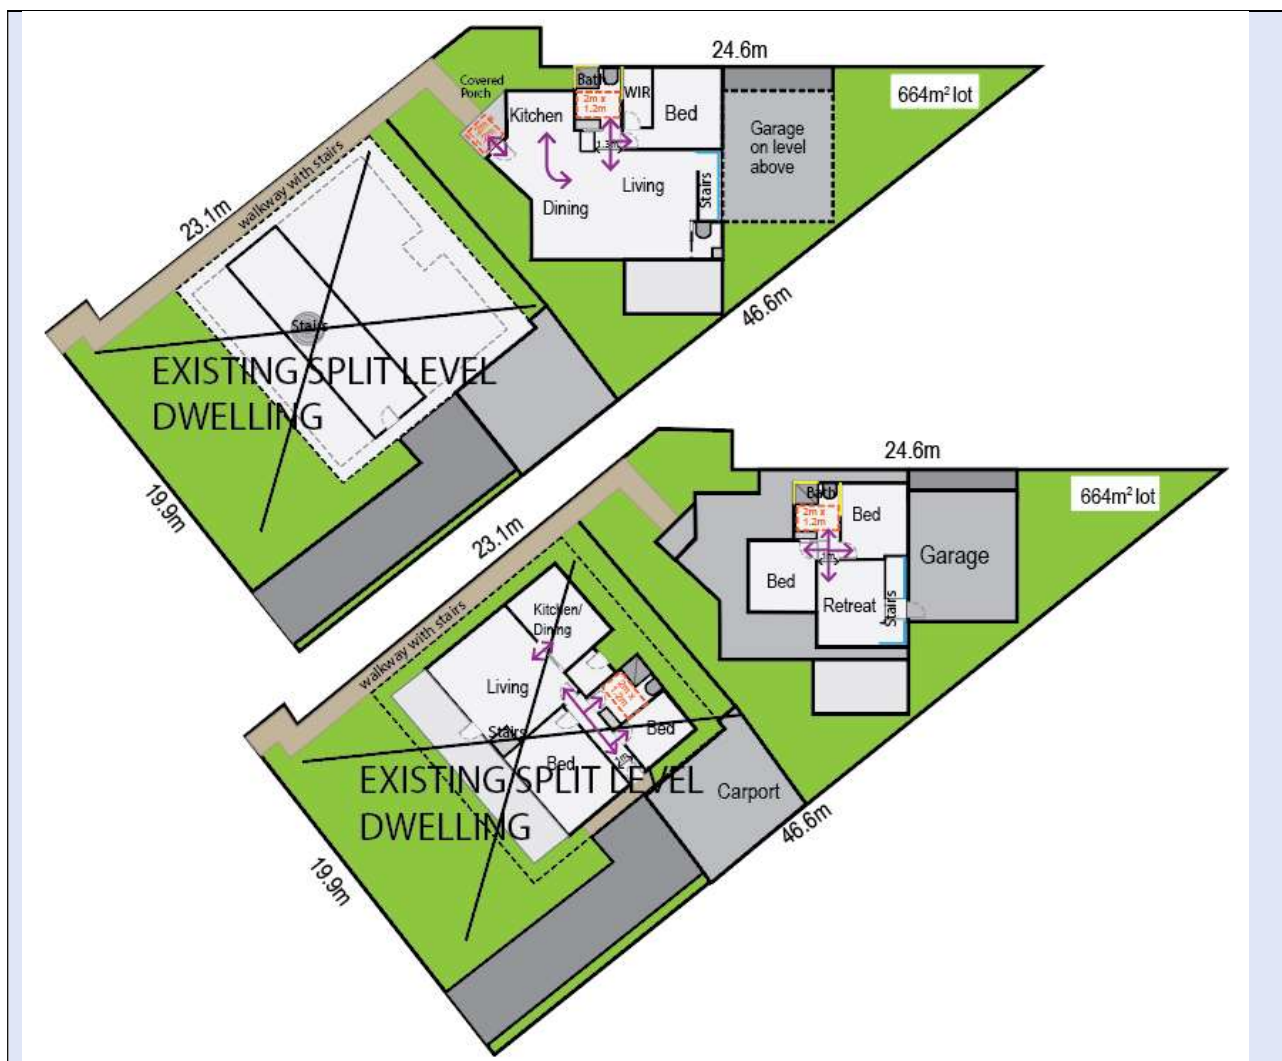 24.6m
664m² lot
Covered
Porch
Bath
2m x
1.2m
WIR
Kitchen
Bed
Garage
on level
above
Living
Dining
Stairs
walkway with stairs
23.1m
Stairs
46.6m
EXISTING SPLIT LEVEL
DWELLING
19.9m
24.6m
664m² lot
Bath
2m x
1.2m
Bed
Garage
Bed
Retreat
Stairs
23.1m
walkway with stairs
Kitchen/
Dining
Living
2m x
1.2m
Stairs
Bed
Bed
EXISTING SPLIT LEVEL
DWELLING
Carport
46.6m
19.9m